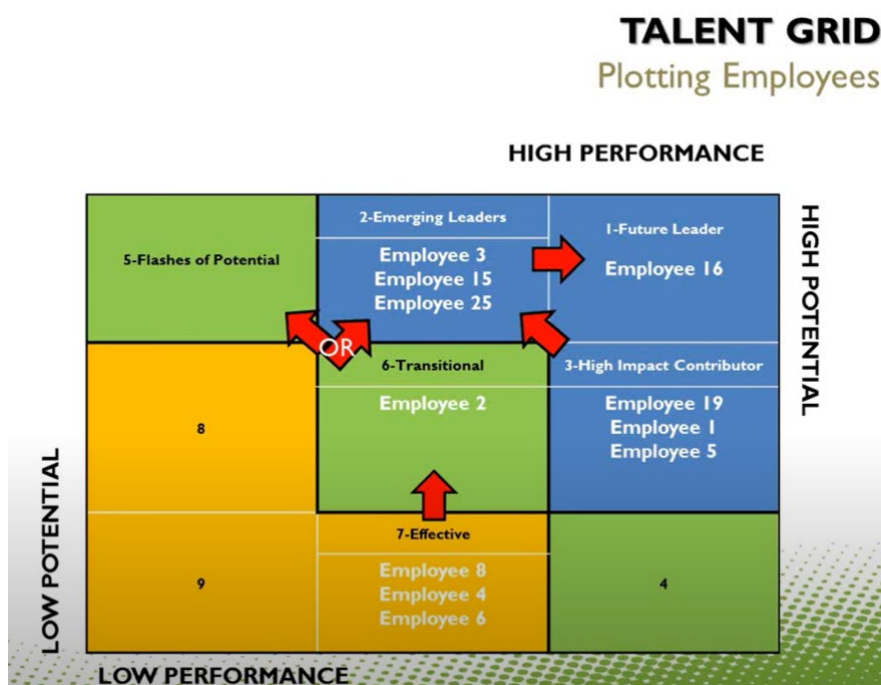 TALENT GRID
Plotting Employees
HIGH PERFORMANCE
HIGH POTENTIAL
5-Flashes of Potential
2-Emerging Leaders
Employee 3
Employee 15
Employee 25
1-Future Leader
Employee 16
OR
8
6-Transitional
Employee 2
3-High Impact Contributor
Employee 19
Employee 1
Employee 5
LOW POTENTIAL
9
7-Effective
Employee 8
Employee 4
Employee 6
4
LOW PERFORMANCE